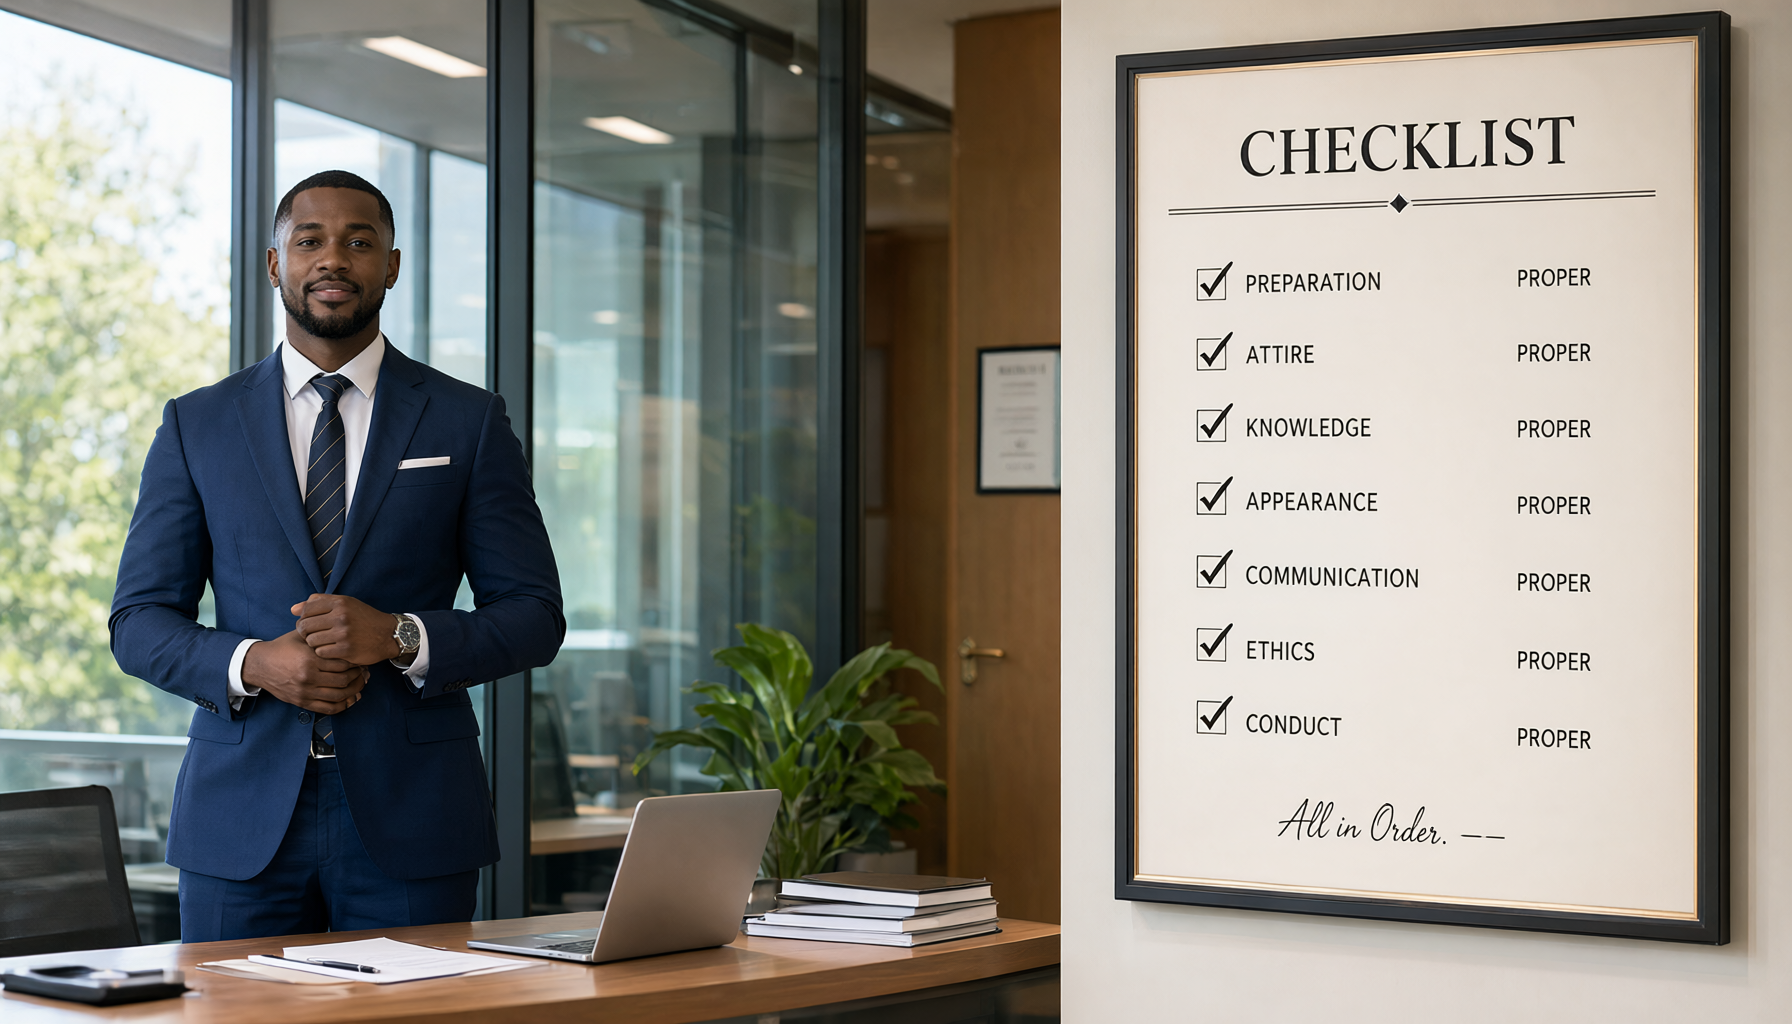 CHECKLIST
PREPARATION PROPER
ATTIRE PROPER
KNOWLEDGE PROPER
APPEARANCE PROPER
COMMUNICATION PROPER
ETHICS PROPER
CONDUCT PROPER
All in Order. ——